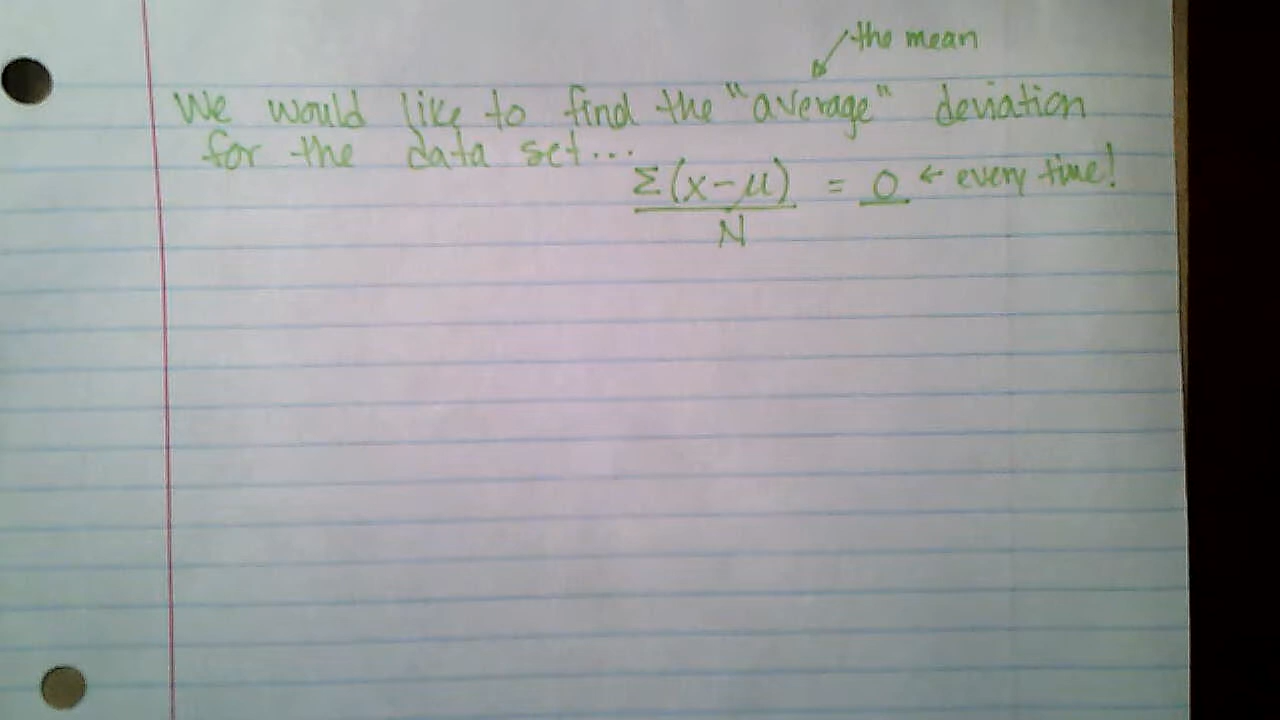 the mean
We would like to find the "average" deviation
for the data set...
Σ(x-μ) = 0 ← every time!
N